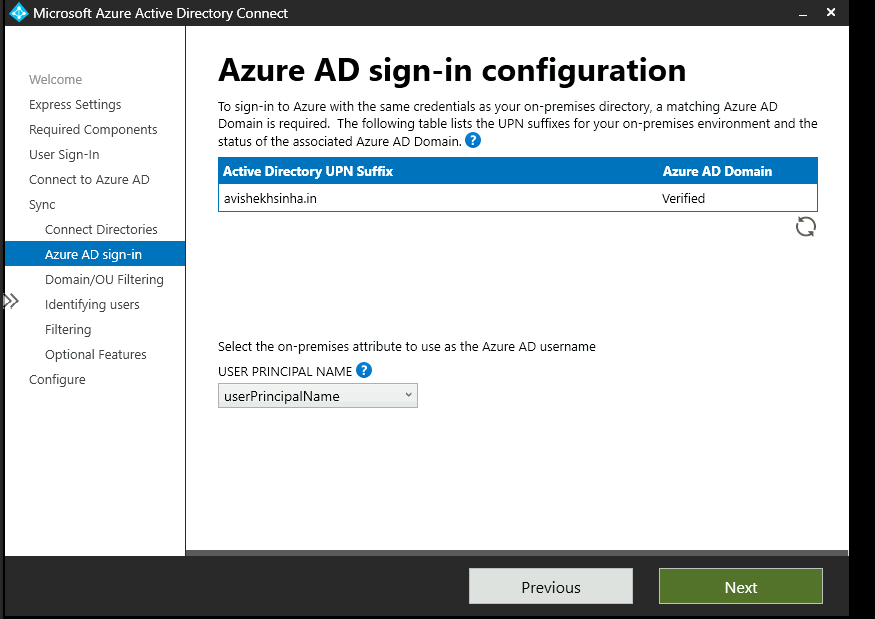 Microsoft Azure Active Directory Connect
Welcome
Express Settings
Required Components
User Sign-In
Connect to Azure AD
Sync
Connect Directories
Azure AD sign-in
Domain/OU Filtering
Identifying users
Filtering
Optional Features
Configure
Azure AD sign-in configuration
To sign-in to Azure with the same credentials as your on-premises directory, a matching Azure AD
Domain is required.  The following table lists the UPN suffixes for your on-premises environment and the
status of the associated Azure AD Domain. ?
Active Directory UPN Suffix Azure AD Domain
avishekhsinha.in Verified
Select the on-premises attribute to use as the Azure AD username
USER PRINCIPAL NAME ?
userPrincipalName
Previous Next